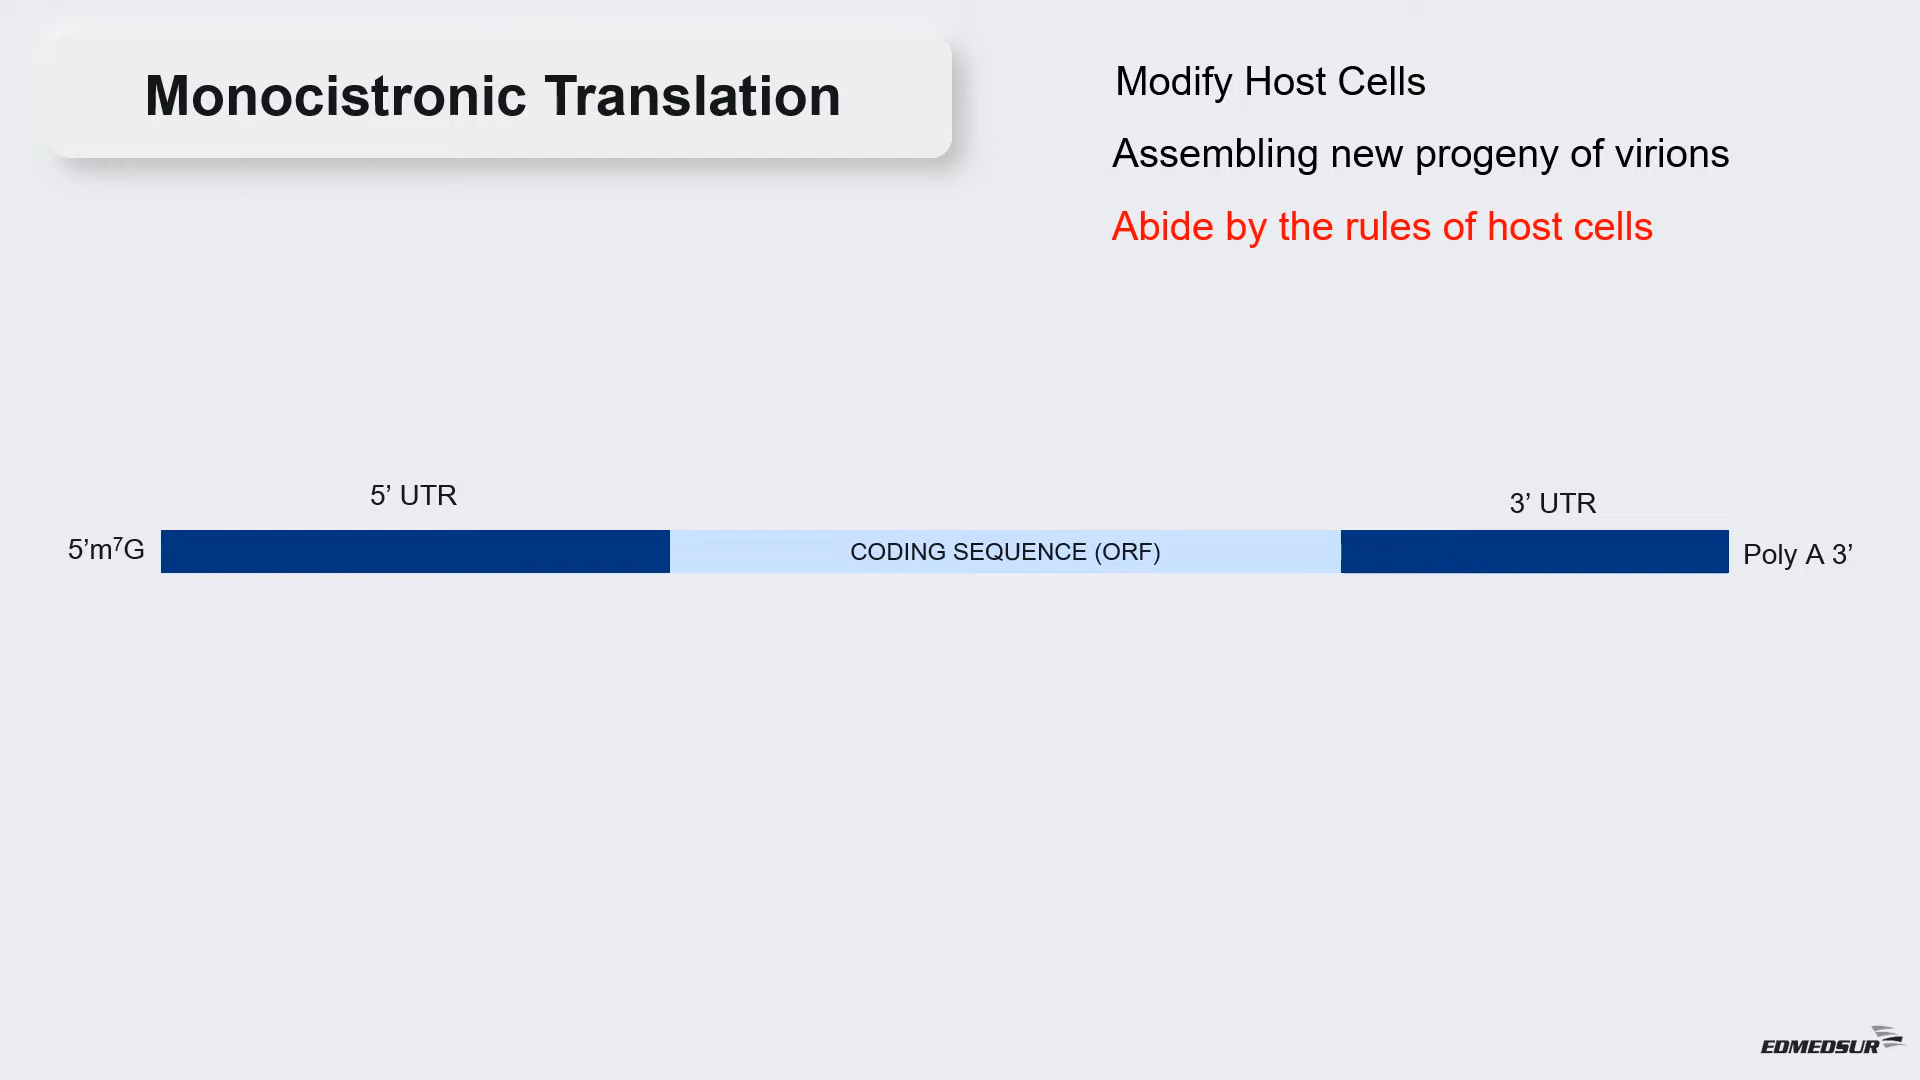 Monocistronic Translation
Modify Host Cells
Assembling new progeny of virions
Abide by the rules of host cells
5’ UTR
3’ UTR
5’m⁷G
CODING SEQUENCE (ORF)
Poly A 3’
EDMEDSUR